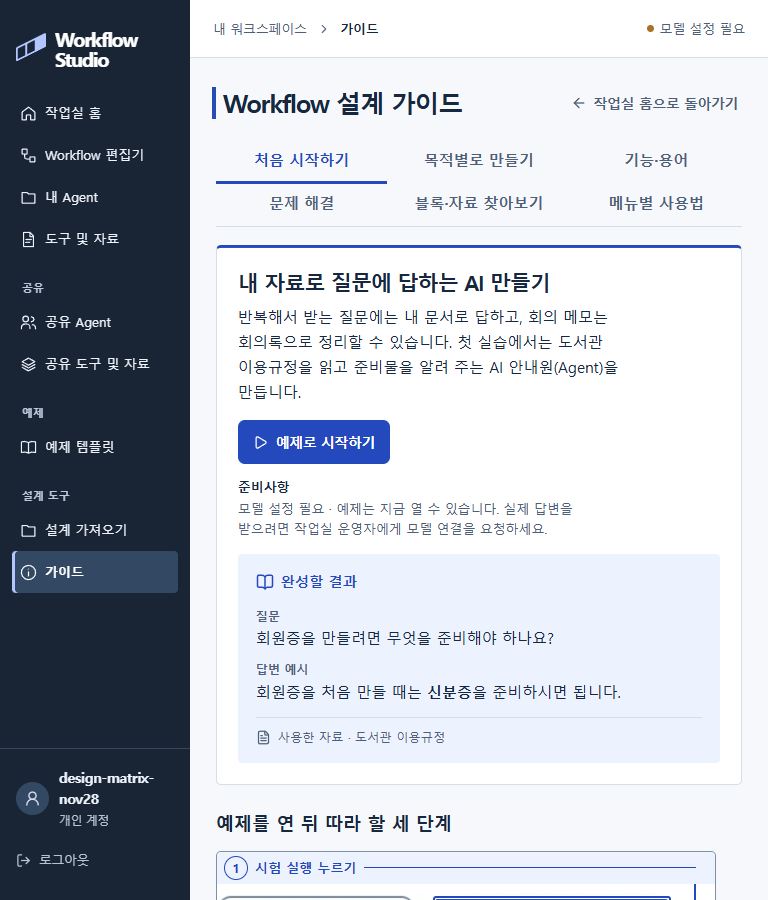 Workflow
Studio
작업실 홈
Workflow 편집기
내 Agent
도구 및 자료
공유
공유 Agent
공유 도구 및 자료
예제
예제 템플릿
설계 도구
설계 가져오기
가이드
design-matrix-
nov28
개인 계정
로그아웃
내 워크스페이스 > 가이드
모델 설정 필요
Workflow 설계 가이드
← 작업실 홈으로 돌아가기
처음 시작하기 목적별로 만들기 기능·용어
문제 해결 블록·자료 찾아보기 메뉴별 사용법
내 자료로 질문에 답하는 AI 만들기
반복해서 받는 질문에는 내 문서로 답하고, 회의 메모는
회의록으로 정리할 수 있습니다. 첫 실습에서는 도서관
이용규정을 읽고 준비물을 알려 주는 AI 안내원(Agent)을
만듭니다.
예제로 시작하기
준비사항
모델 설정 필요 · 예제는 지금 열 수 있습니다. 실제 답변을
받으려면 작업실 운영자에게 모델 연결을 요청하세요.
완성할 결과
질문
회원증을 만들려면 무엇을 준비해야 하나요?
답변 예시
회원증을 처음 만들 때는 신분증을 준비하시면 됩니다.
사용한 자료 · 도서관 이용규정
예제를 연 뒤 따라 할 세 단계
1 시험 실행 누르기